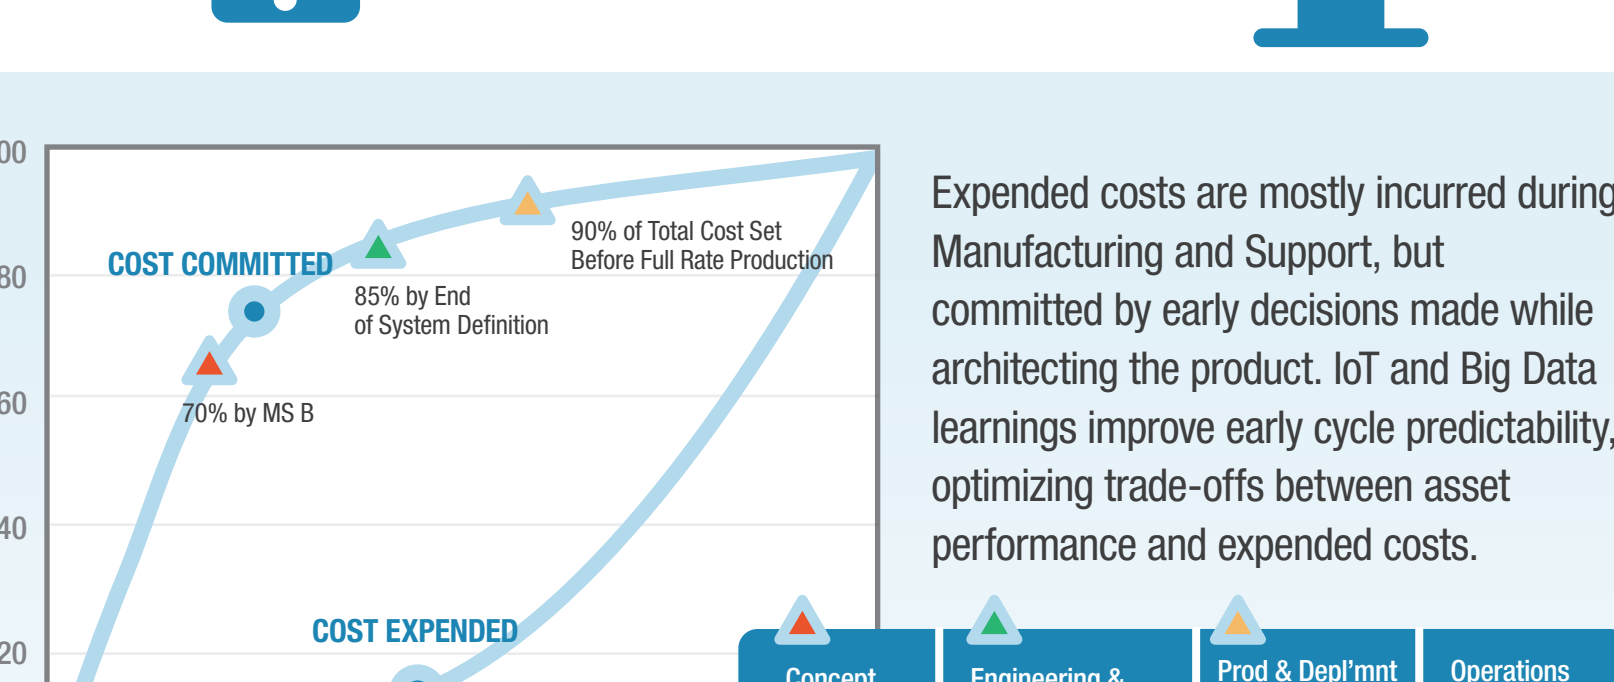 00
80
60
40
20
COST COMMITTED
90% of Total Cost Set
Before Full Rate Production
85% by End
of System Definition
70% by MS B
COST EXPENDED
Expended costs are mostly incurred during
Manufacturing and Support, but
committed by early decisions made while
architecting the product. IoT and Big Data
learnings improve early cycle predictability,
optimizing trade-offs between asset
performance and expended costs.
Concept
Engineering &
Prod & Depl'mnt
Operations